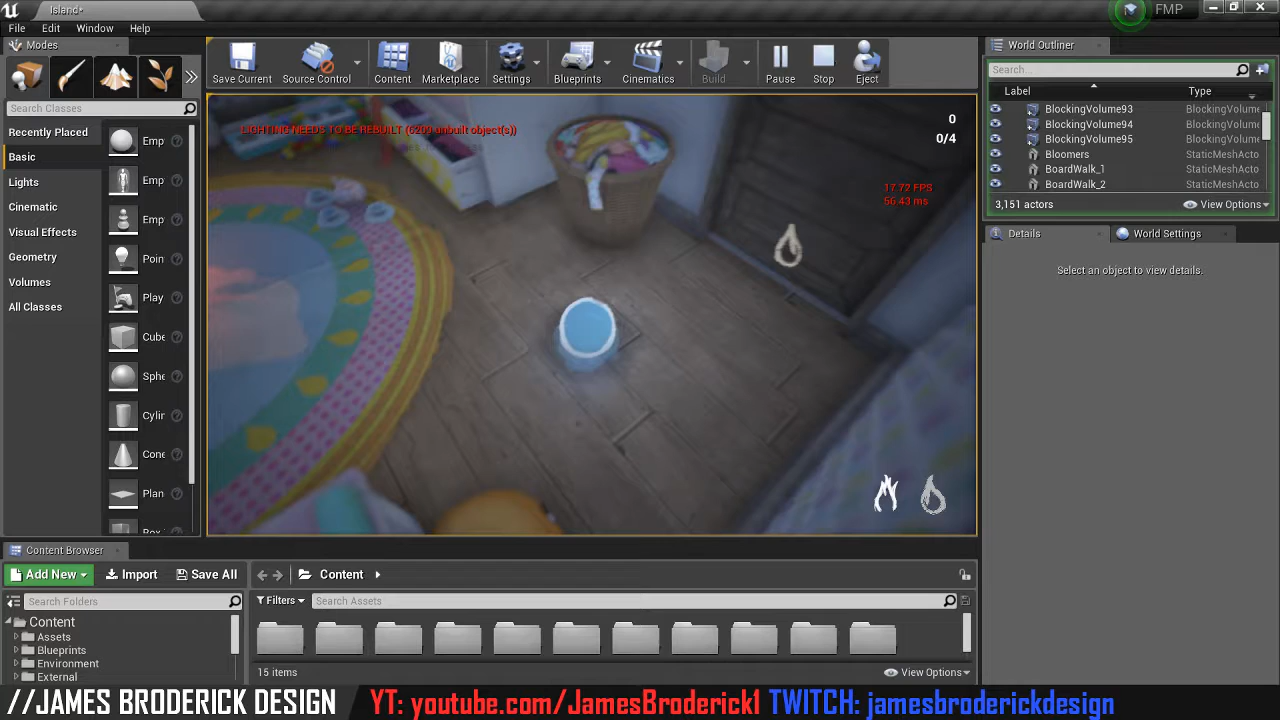 Island*
FMP
File Edit Window Help
Modes
Save Current Source Control Content Marketplace Settings Blueprints Cinematics Build Pause Stop Eject
World Outliner
Search...
Label Type
Search Classes
Recently Placed
Basic
Lights
Cinematic
Visual Effects
Geometry
Volumes
All Classes
Emp
Emp
Emp
Poin
Play
Cube
Sphe
Cylin
Cone
Plan
Box
LIGHTING NEEDS TO BE REBUILT (6200 unbuilt object(s))
0
0/4
17.72 FPS
56.43 ms
BlockingVolume93 BlockingVolume
BlockingVolume94 BlockingVolume
BlockingVolume95 BlockingVolume
Bloomers StaticMeshActo
BoardWalk_1 StaticMeshActo
BoardWalk_2 StaticMeshActo
3,151 actors View Options
Details World Settings
Select an object to view details.
Content Browser
Add New Import Save All Content
Search Folders Filters Search Assets
Content
Assets
Blueprints
Environment
External
15 items View Options
//JAMES BRODERICK DESIGN YT: youtube.com/JamesBroderick1 TWITCH: jamesbroderickdesign